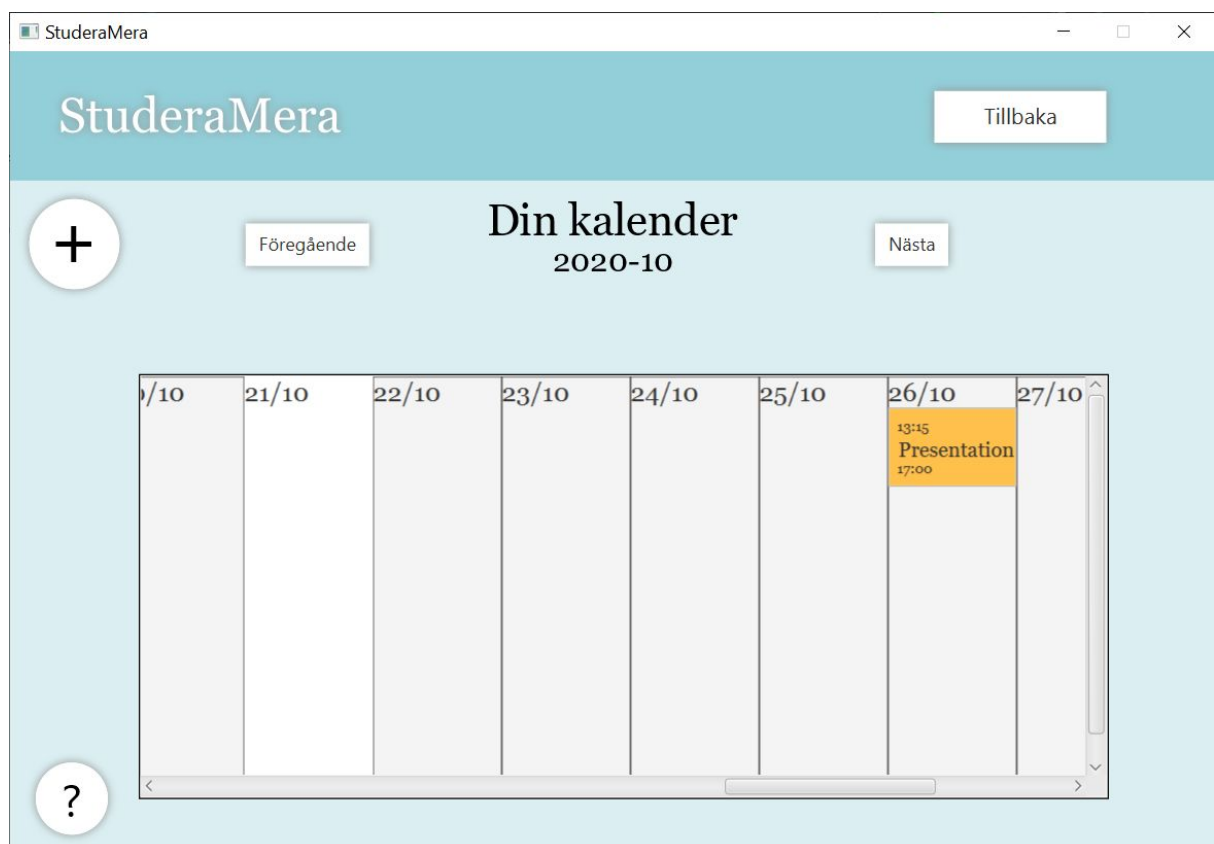 StuderaMera
StuderaMera
Tillbaka
+
Föregående
Din kalender
2020-10
Nästa
/10 21/10 22/10 23/10 24/10 25/10 26/10 27/10
13:15
Presentation
17:00
?